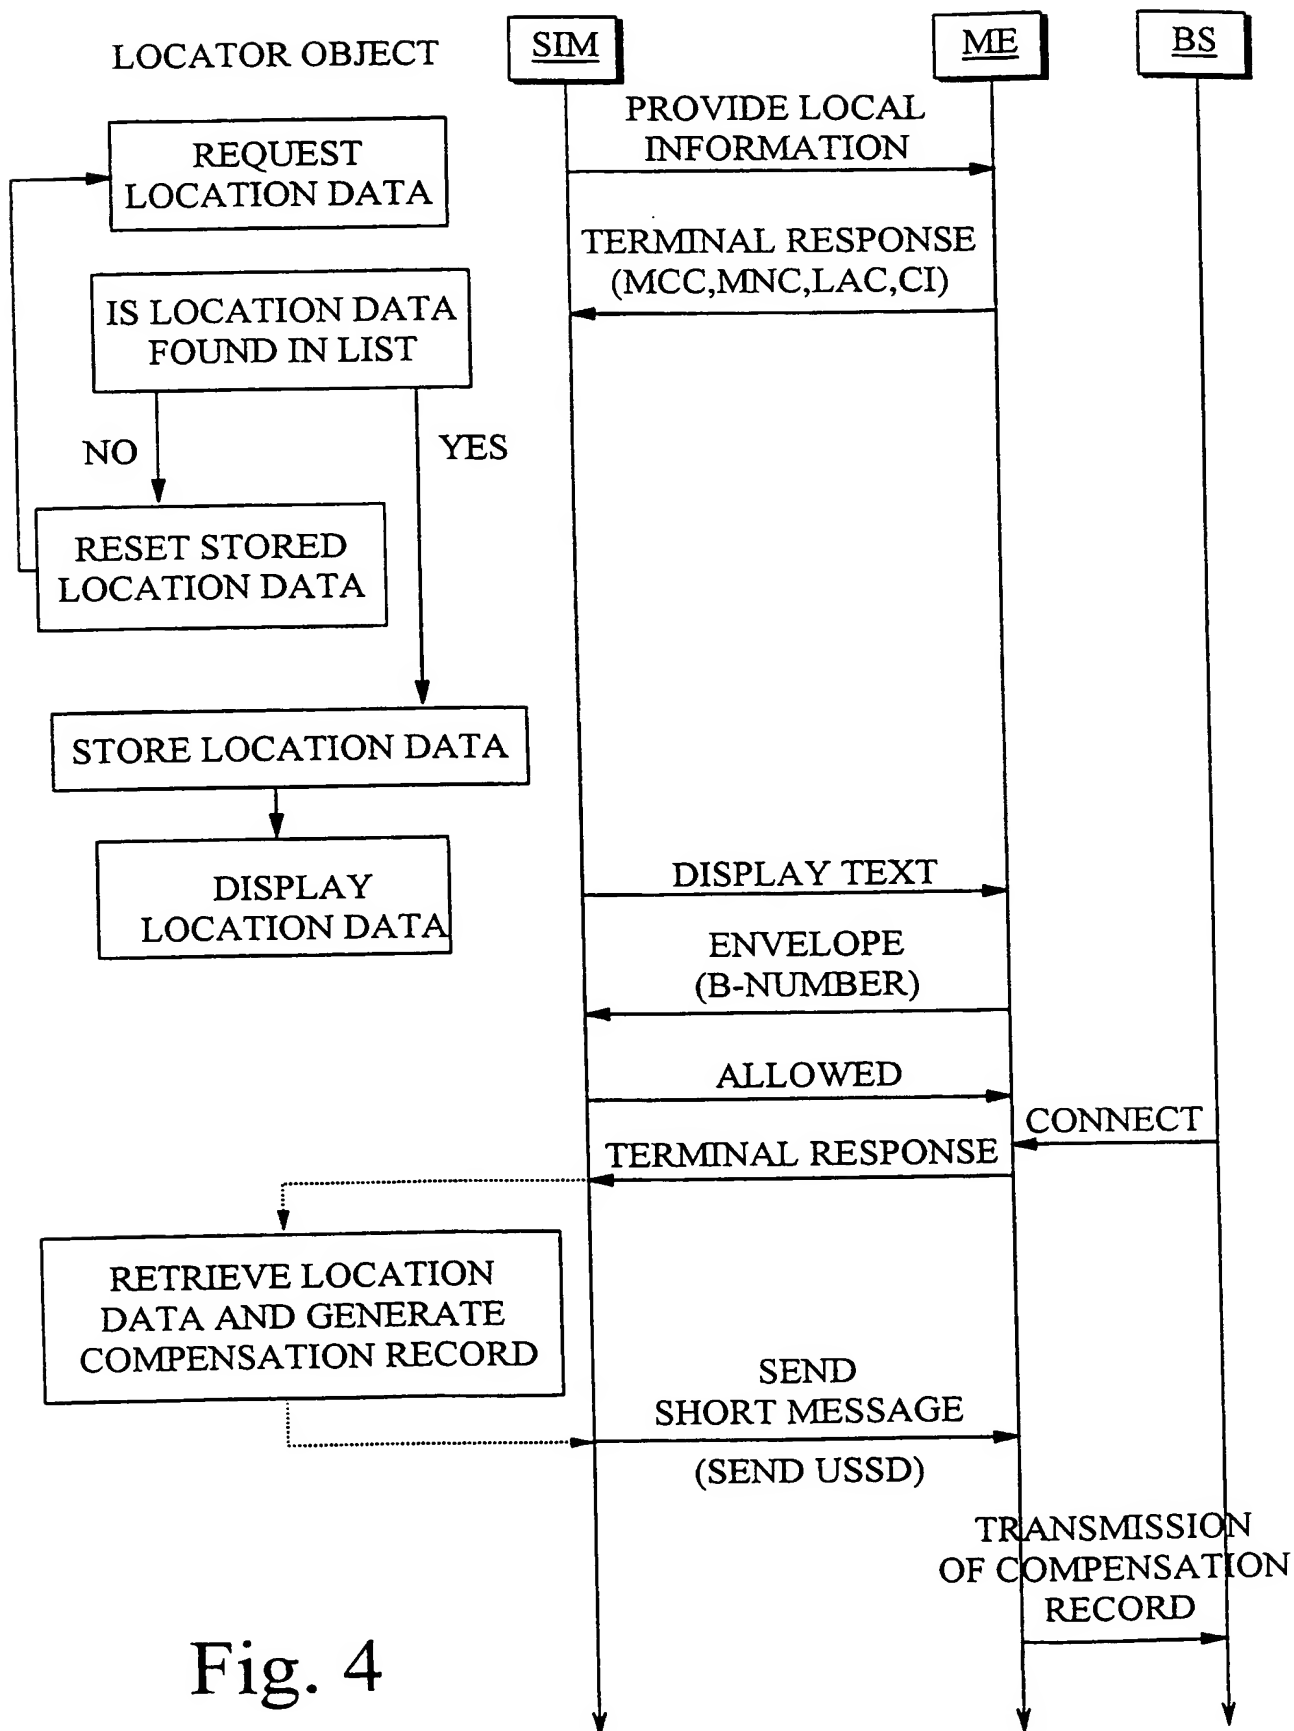 LOCATOR OBJECT
SIM
ME
BS
REQUEST
LOCATION DATA
PROVIDE LOCAL
INFORMATION
TERMINAL RESPONSE
(MCC,MNC,LAC,CI)
IS LOCATION DATA
FOUND IN LIST
NO
YES
RESET STORED
LOCATION DATA
STORE LOCATION DATA
DISPLAY
LOCATION DATA
DISPLAY TEXT
ENVELOPE
(B-NUMBER)
ALLOWED
CONNECT
TERMINAL RESPONSE
RETRIEVE LOCATION
DATA AND GENERATE
COMPENSATION RECORD
SEND
SHORT MESSAGE
(SEND USSD)
TRANSMISSION
OF COMPENSATION
RECORD
Fig. 4